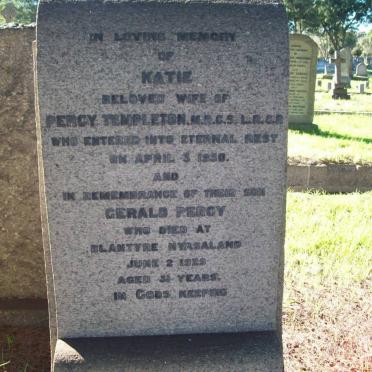 IN LOVING MEMORY
OF
KATIE
BELOVED WIFE OF
PERCY TEMPLETON, M.R.C.S. L.R.C.P.
WHO ENTERED INTO ETERNAL REST
ON APRIL 3 1930.
AND
IN REMEMBRANCE OF THEIR SON
GERALD PERCY
WHO DIED AT
BLANTYRE NYASALAND
JUNE 2 1929
AGED 31 YEARS.
IN GODS KEEPING